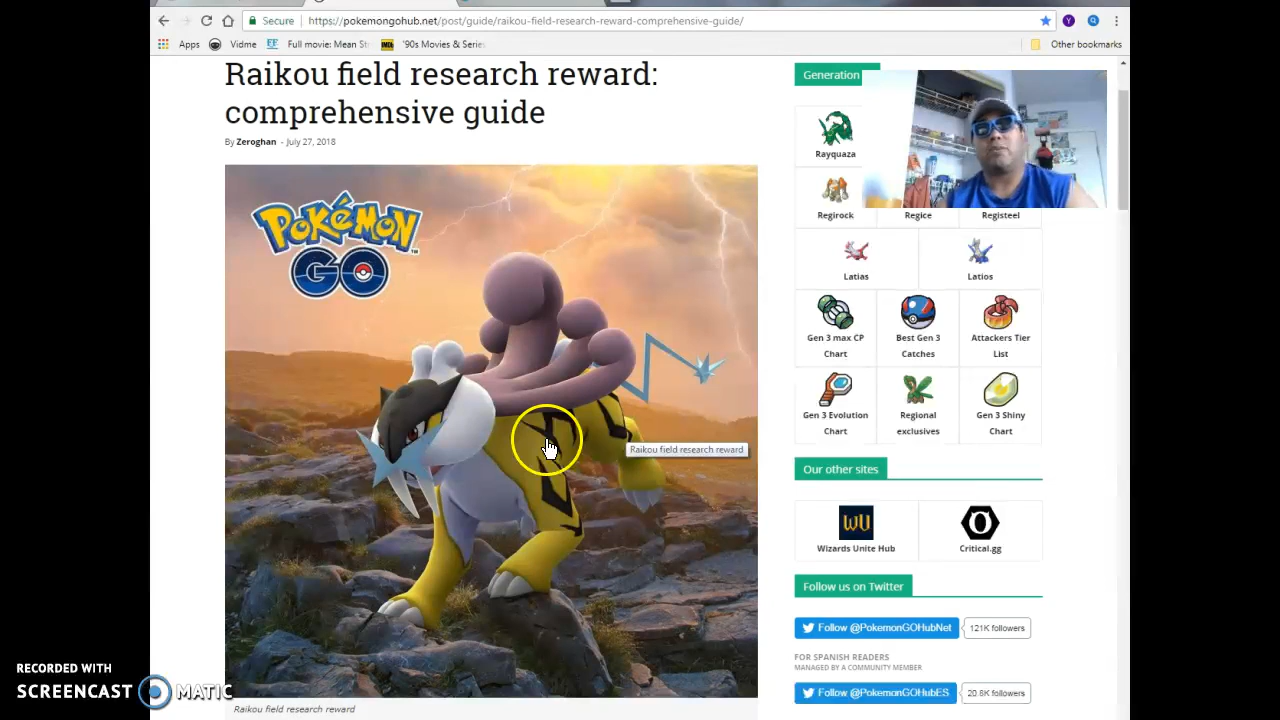 Secure
https://pokemongohub.net/post/guide/raikou-field-research-reward-comprehensive-guide/
Apps
Vidme
FF
Full movie: Mean St
IMDb
'90s Movies & Serie
Other bookmarks
Raikou field research reward:
comprehensive guide
By Zeroghan - July 27, 2018
POKéMON
GO
Raikou field research reward
Raikou field research reward
Generation
Rayquaza
Regirock
Regice
Registeel
Latias
Latios
Gen 3 max CP
Chart
Best Gen 3
Catches
Attackers Tier
List
Gen 3 Evolution
Chart
Regional
exclusives
Gen 3 Shiny
Chart
Our other sites
WU
Wizards Unite Hub
Critical.gg
Follow us on Twitter
Follow @PokemonGOHubNet
121K followers
FOR SPANISH READERS
MANAGED BY A COMMUNITY MEMBER
Follow @PokemonGOHubES
20.6K followers
RECORDED WITH
SCREENCAST MATIC